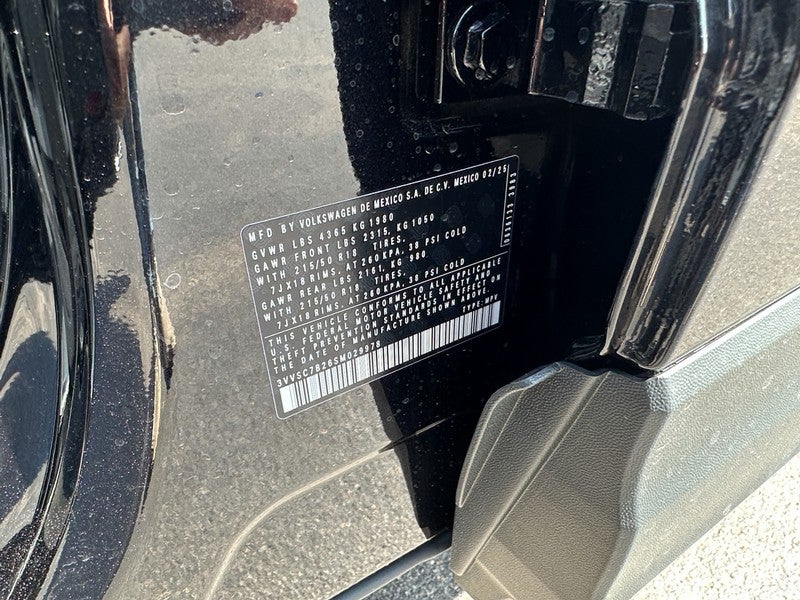 MFD BY VOLKSWAGEN DE MEXICO S.A. DE C.V. MEXICO 02/25
GVWR LBS 4365 KG 1980
GAWR FRONT LBS 2315, KG 1050
WITH 215/50 R18 TIRES,
7JX18 RIMS, AT 260 KPA, 38 PSI COLD
GAWR REAR LBS 2161, KG 980
WITH 215/50 R18 TIRES,
7JX18 RIMS, AT 260 KPA, 38 PSI COLD
THIS VEHICLE CONFORMS TO ALL APPLICABLE
U.S. FEDERAL MOTOR VEHICLE SAFETY AND
THEFT PREVENTION STANDARDS IN EFFECT ON
THE DATE OF MANUFACTURE SHOWN ABOVE.
3VVSC7B26SM029978 TYPE: MPV